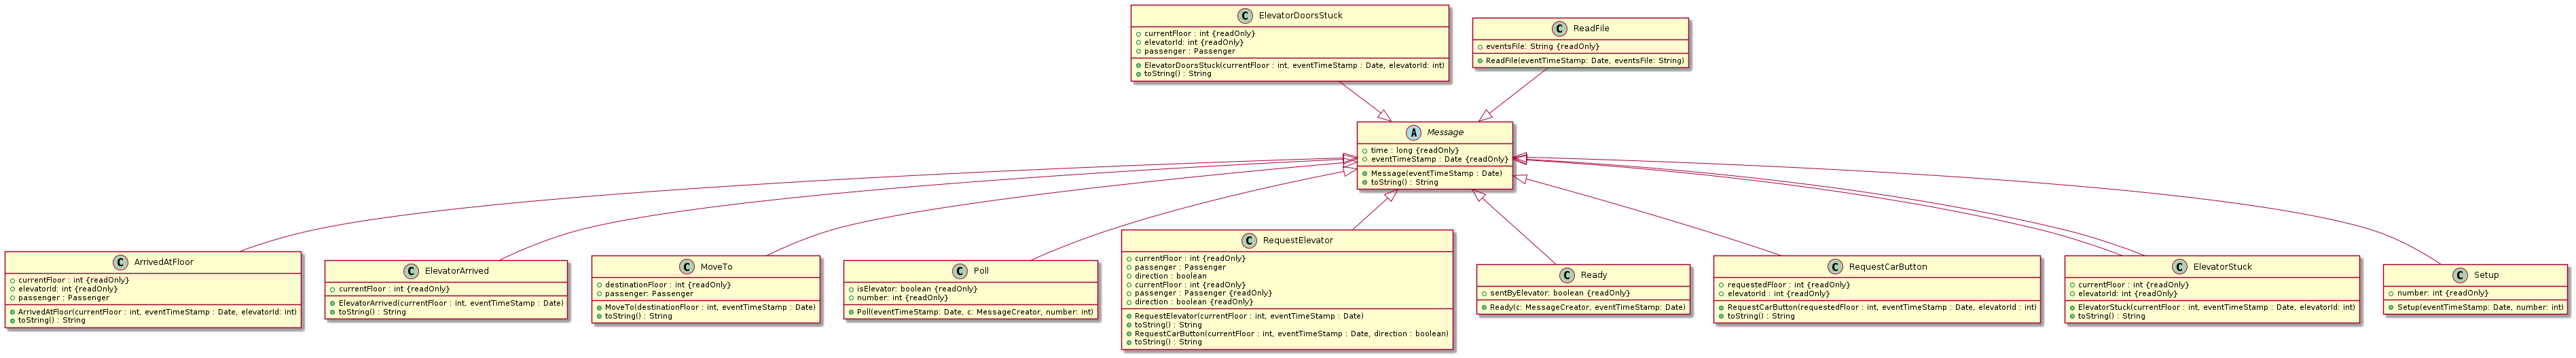 C ElevatorDoorsStuck
currentFloor : int {readOnly}
elevatorId: int {readOnly}
passenger : Passenger
ElevatorDoorsStuck(currentFloor : int, eventTimeStamp : Date, elevatorId: int)
toString() : String
C ReadFile
eventsFile: String {readOnly}
ReadFile(eventTimeStamp: Date, eventsFile: String)
A Message
time : long {readOnly}
eventTimeStamp : Date {readOnly}
Message(eventTimeStamp : Date)
toString() : String
C ArrivedAtFloor
currentFloor : int {readOnly}
elevatorId: int {readOnly}
passenger : Passenger
ArrivedAtFloor(currentFloor : int, eventTimeStamp : Date, elevatorId: int)
toString() : String
C ElevatorArrived
currentFloor : int {readOnly}
ElevatorArrived(currentFloor : int, eventTimeStamp : Date)
toString() : String
C MoveTo
destinationFloor : int {readOnly}
passenger: Passenger
MoveTo(destinationFloor : int, eventTimeStamp : Date)
toString() : String
C Poll
isElevator: boolean {readOnly}
number: int {readOnly}
Poll(eventTimeStamp: Date, c: MessageCreator, number: int)
C RequestElevator
currentFloor : int {readOnly}
passenger : Passenger
direction : boolean
currentFloor : int {readOnly}
passenger : Passenger {readOnly}
direction : boolean {readOnly}
RequestElevator(currentFloor : int, eventTimeStamp : Date)
toString() : String
RequestCarButton(currentFloor : int, eventTimeStamp : Date, direction : boolean)
toString() : String
C Ready
sentByElevator: boolean {readOnly}
Ready(c: MessageCreator, eventTimeStamp: Date)
C RequestCarButton
requestedFloor : int {readOnly}
elevatorId : int {readOnly}
RequestCarButton(requestedFloor : int, eventTimeStamp : Date, elevatorId : int)
toString() : String
C ElevatorStuck
currentFloor : int {readOnly}
elevatorId: int {readOnly}
ElevatorStuck(currentFloor : int, eventTimeStamp : Date, elevatorId: int)
toString() : String
C Setup
number: int {readOnly}
Setup(eventTimeStamp: Date, number: int)